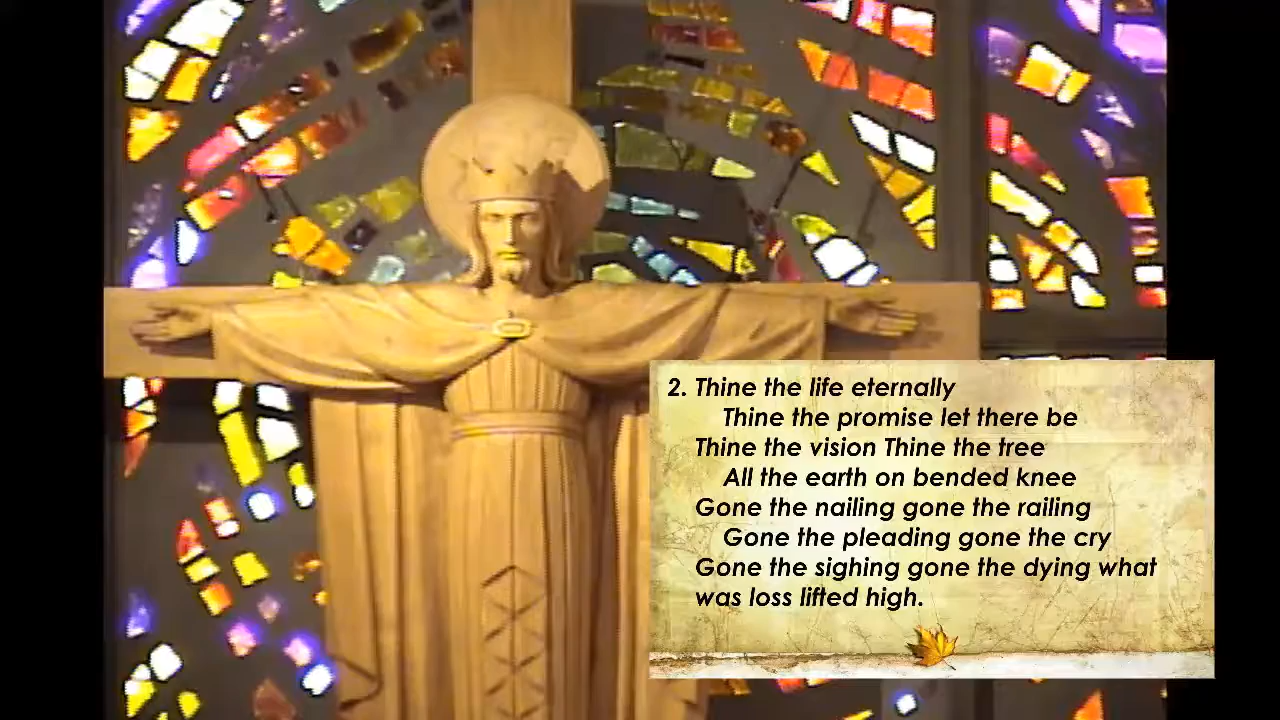 2. Thine the life eternally
Thine the promise let there be
Thine the vision Thine the tree
All the earth on bended knee
Gone the nailing gone the railing
Gone the pleading gone the cry
Gone the sighing gone the dying what
was loss lifted high.